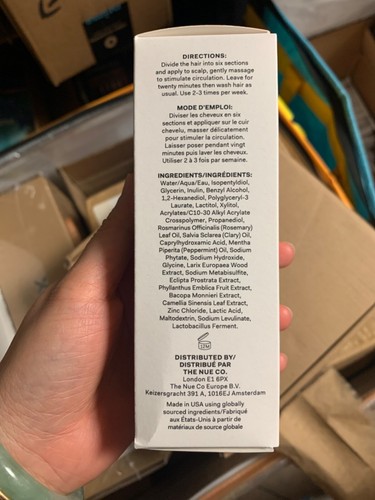 DIRECTIONS:
Divide the hair into six sections
and apply to scalp, gently massage
to stimulate circulation. Leave for
twenty minutes then wash hair as
usual. Use 2-3 times per week.
MODE D'EMPLOI:
Diviser les cheveux en six
sections et appliquer sur le cuir
chevelu, masser délicatement
pour stimuler la circulation.
Laisser poser pendant vingt
minutes puis laver les cheveux.
Utiliser 2 à 3 fois par semaine.
INGREDIENTS/INGRÉDIENTS:
Water/Aqua/Eau, Isopentyldiol,
Glycerin, Inulin, Benzyl Alcohol,
1,2-Hexanediol, Polyglyceryl-3
Laurate, Lactitol, Xylitol,
Acrylates/C10-30 Alkyl Acrylate
Crosspolymer, Propanediol,
Rosmarinus Officinalis (Rosemary)
Leaf Oil, Salvia Sclarea (Clary) Oil,
Caprylhydroxamic Acid, Mentha
Piperita (Peppermint) Oil, Sodium
Phytate, Sodium Hydroxide,
Glycine, Larix Europaea Wood
Extract, Sodium Metabisulfite,
Eclipta Prostrata Extract,
Phyllanthus Emblica Fruit Extract,
Bacopa Monnieri Extract,
Camellia Sinensis Leaf Extract,
Zinc Chloride, Lactic Acid,
Maltodextrin, Sodium Levulinate,
Lactobacillus Ferment.
12M
DISTRIBUTED BY/
DISTRIBUÉ PAR
THE NUE CO.
London E1 6PX
The Nue Co Europe B.V.
Keizersgracht 391 A, 1016EJ Amsterdam
Made in USA using globally
sourced ingredients/Fabriqué
aux États-Unis à partir de
matériaux de source globale